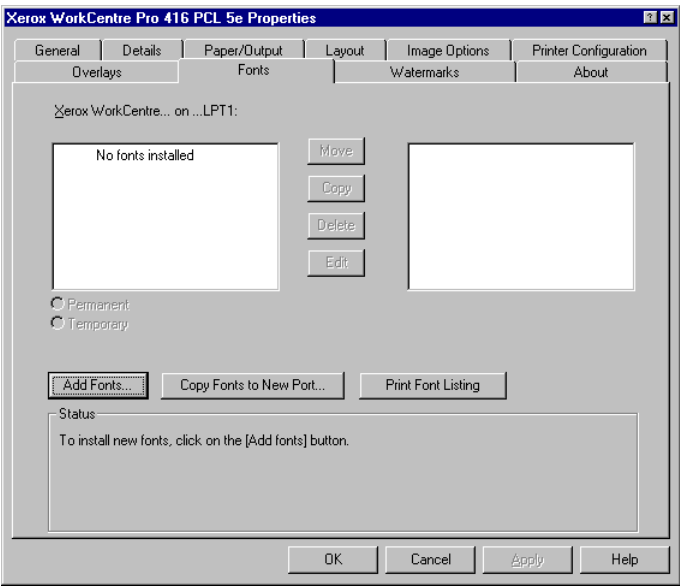 Xerox WorkCentre Pro 416 PCL 5e Properties
General Details Paper/Output Layout Image Options Printer Configuration
Overlays Fonts Watermarks About
Xerox WorkCentre... on ...LPT1:
No fonts installed
Move
Copy
Delete
Edit
Permanent
Temporary
Add Fonts... Copy Fonts to New Port... Print Font Listing
Status
To install new fonts, click on the [Add fonts] button.
OK Cancel Apply Help